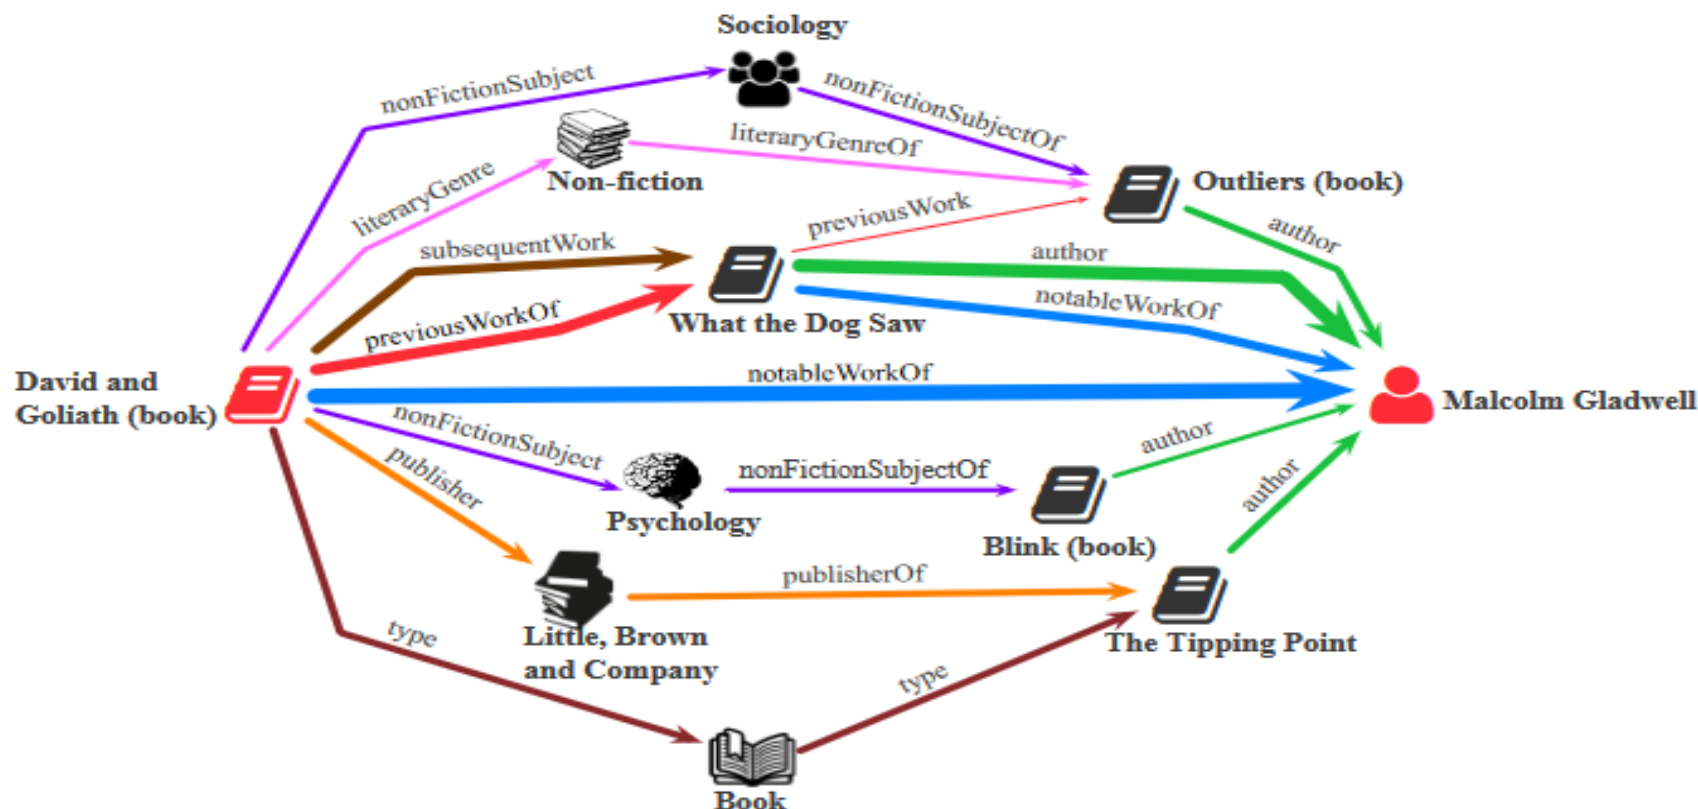 Sociology
nonFictionSubject
nonFictionSubjectOf
literaryGenreOf
Non-fiction
literaryGenre
Outliers (book)
previousWork
author
subsequentWork
author
notableWorkOf
previousWorkOf
What the Dog Saw
notableWorkOf
David and
Goliath (book)
Malcolm Gladwell
nonFictionSubject
author
publisher
nonFictionSubjectOf
Psychology
author
Blink (book)
publisherOf
Little, Brown
and Company
The Tipping Point
type
type
Book